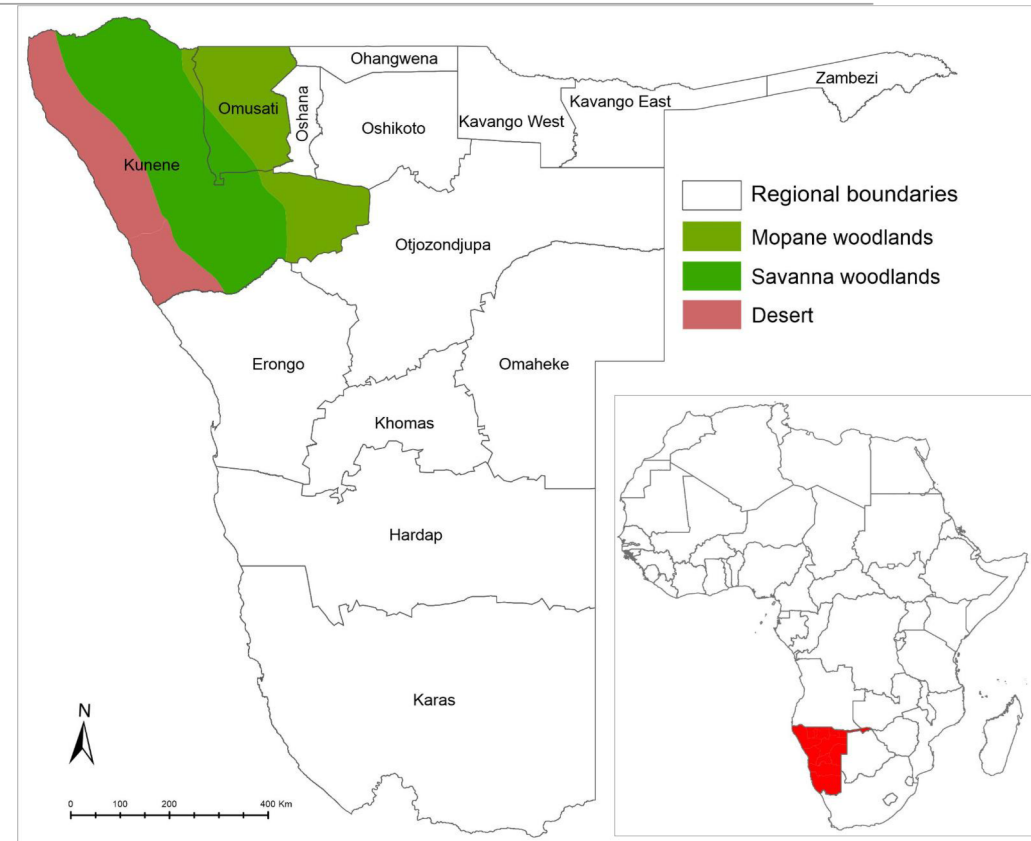 Ohangwena
Zambezi
Kavango East
Omusati
Oshana
Oshikoto
Kavango West
Kunene
Regional boundaries
Mopane woodlands
Otjozondjupa
Savanna woodlands
Desert
Erongo
Omaheke
Khomas
Hardap
Karas
N
0 100 200 400 Km